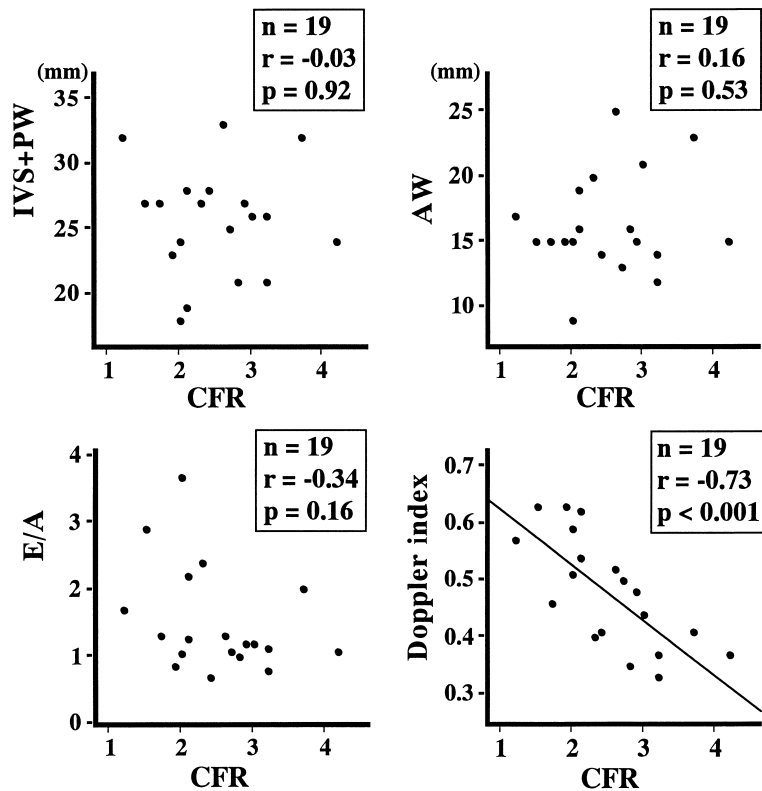 n = 19
r = -0.03
p = 0.92
(mm)
35
30
25
20
IVS+PW
1 2 3 4
CFR
n = 19
r = 0.16
p = 0.53
(mm)
25
20
15
10
AW
1 2 3 4
CFR
n = 19
r = -0.34
p = 0.16
4
3
2
1
0
E/A
1 2 3 4
CFR
n = 19
r = -0.73
p < 0.001
0.7
0.6
0.5
0.4
0.3
Doppler index
1 2 3 4
CFR